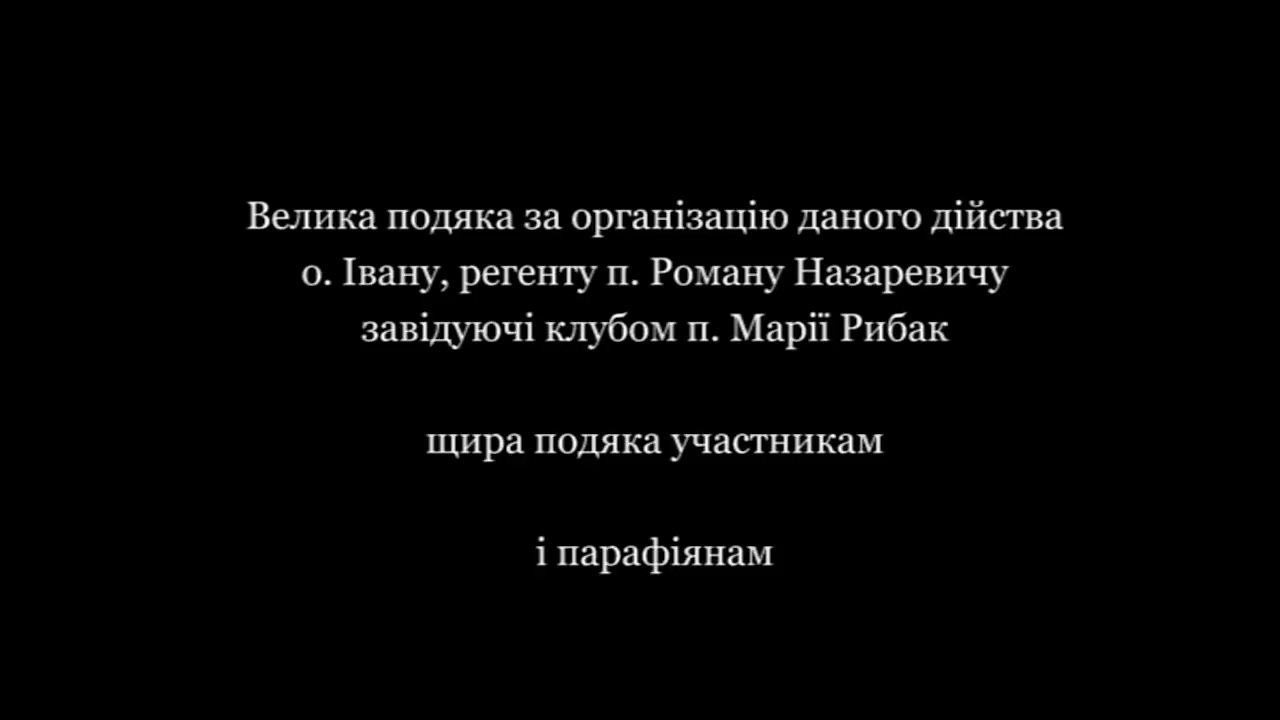 Велика подяка за організацію даного дійства
о. Івану, регенту п. Роману Назаревичу
завідуючі клубом п. Марії Рибак
щира подяка участникам
і парафіянам